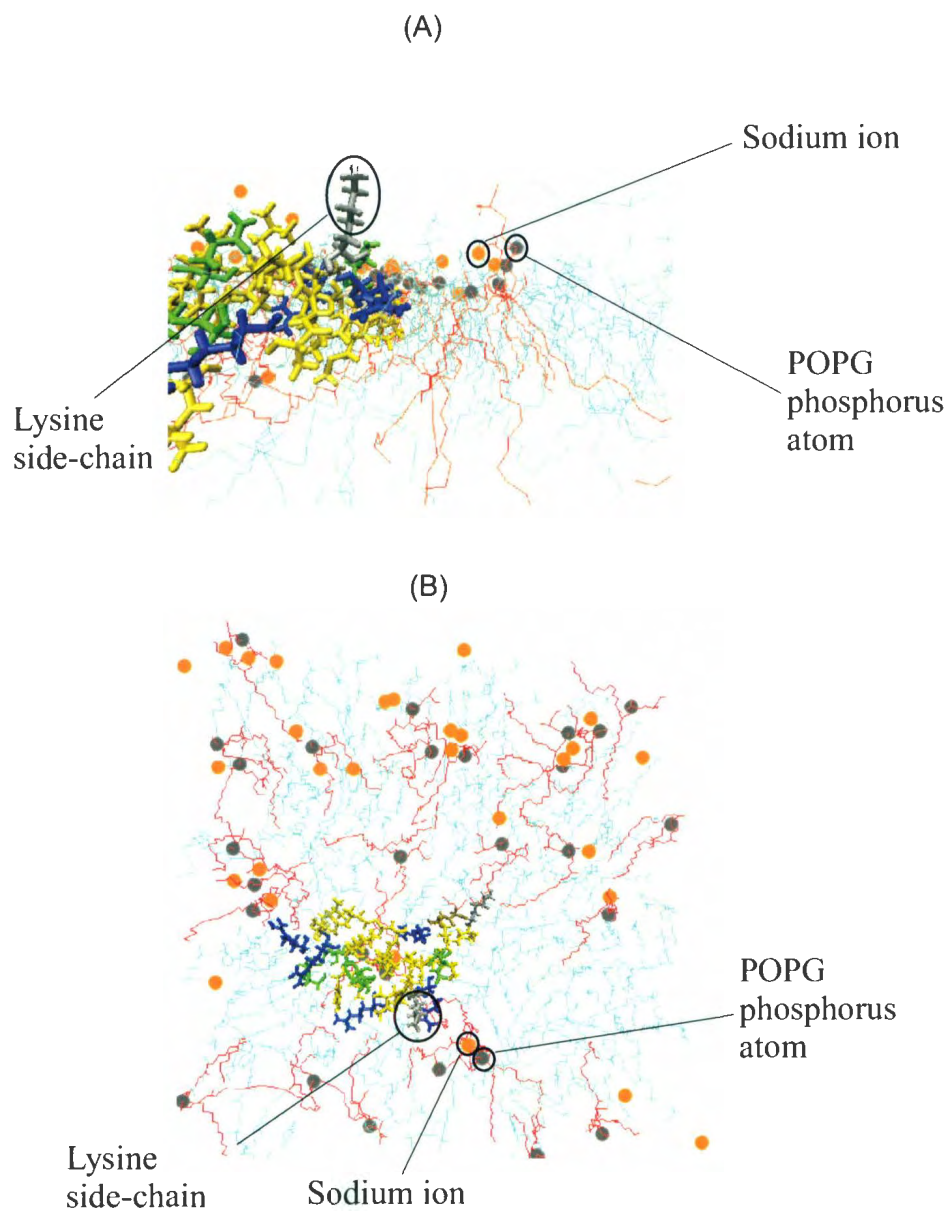 (A)
Sodium ion
POPG
phosphorus
atom
Lysine
side-chain
(B)
POPG
phosphorus
atom
Lysine
side-chain
Sodium ion